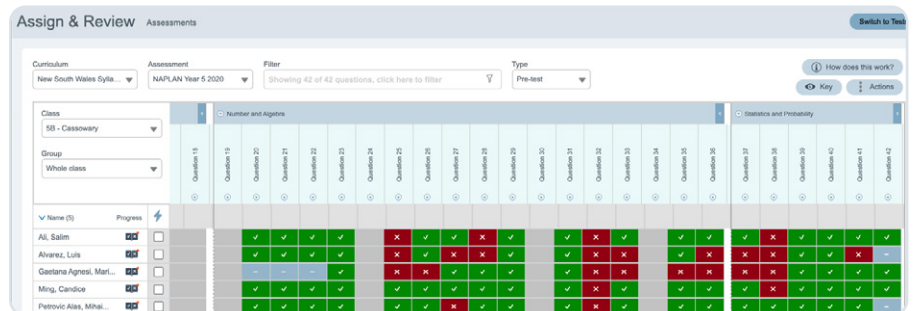 Assign & Review Assessments
Switch to Tests
Curriculum Assessment Filter Type
New South Wales Sylla... NAPLAN Year 5 2020 Showing 42 of 42 questions, click here to filter Pre-test
How does this work?
Key Actions
Class
5B - Cassowary
Group
Whole class
Number and Algebra Statistics and Probability
Question 18 Question 19 Question 20 Question 21 Question 22 Question 23 Question 24 Question 25 Question 26 Question 27 Question 28 Question 29 Question 30 Question 31 Question 32 Question 33 Question 34 Question 35 Question 36 Question 37 Question 38 Question 39 Question 40 Question 41 Question 42
Name (5) Progress
Ali, Salim
Alvarez, Luis
Gaetana Agnesi, Mari...
Ming, Candice
Petrovic Alas, Mihai...